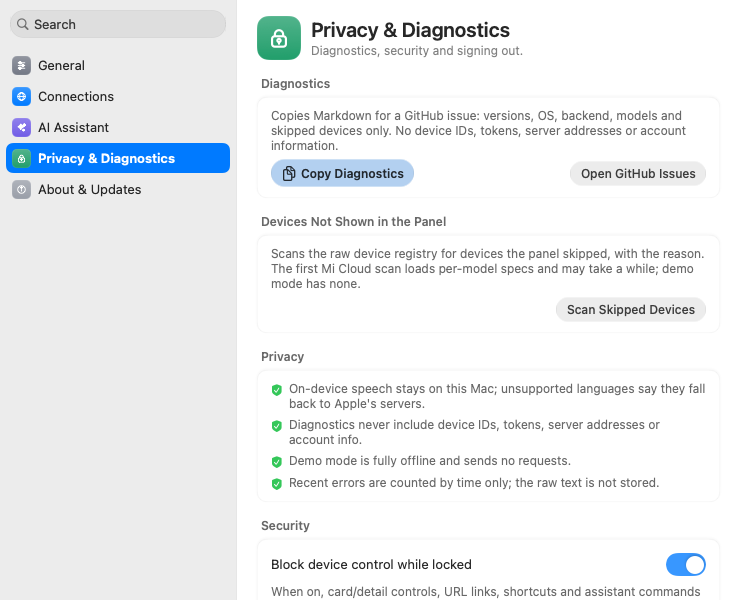 Search
General
Connections
AI Assistant
Privacy & Diagnostics
About & Updates
Privacy & Diagnostics
Diagnostics, security and signing out.
Diagnostics
Copies Markdown for a GitHub issue: versions, OS, backend, models and
skipped devices only. No device IDs, tokens, server addresses or account
information.
Copy Diagnostics
Open GitHub Issues
Devices Not Shown in the Panel
Scans the raw device registry for devices the panel skipped, with the reason.
The first Mi Cloud scan loads per-model specs and may take a while; demo
mode has none.
Scan Skipped Devices
Privacy
On-device speech stays on this Mac; unsupported languages say they fall
back to Apple's servers.
Diagnostics never include device IDs, tokens, server addresses or
account info.
Demo mode is fully offline and sends no requests.
Recent errors are counted by time only; the raw text is not stored.
Security
Block device control while locked
When on, card/detail controls, URL links, shortcuts and assistant commands